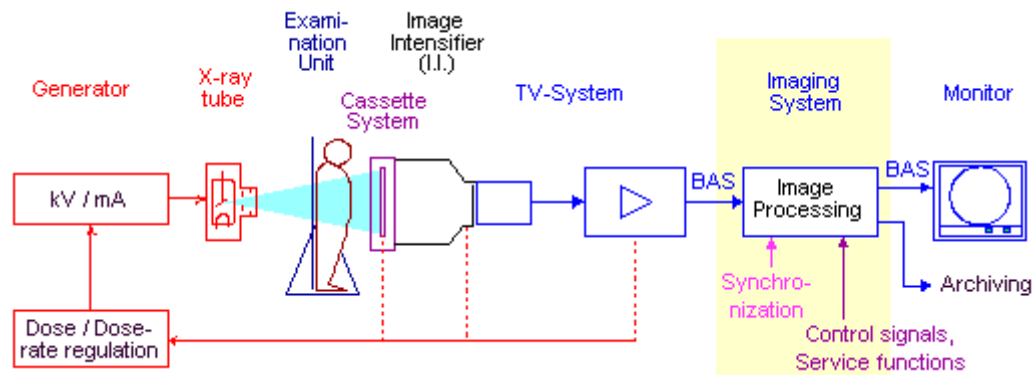 Generator
X-ray
tube
Exami-
nation
Unit
Image
Intensifier
(I.I.)
Cassette
System
TV-System
Imaging
System
Monitor
kV / mA
BAS
Image
Processing
BAS
Synchro-
nization
Archiving
Dose / Dose-
rate regulation
Control signals,
Service functions